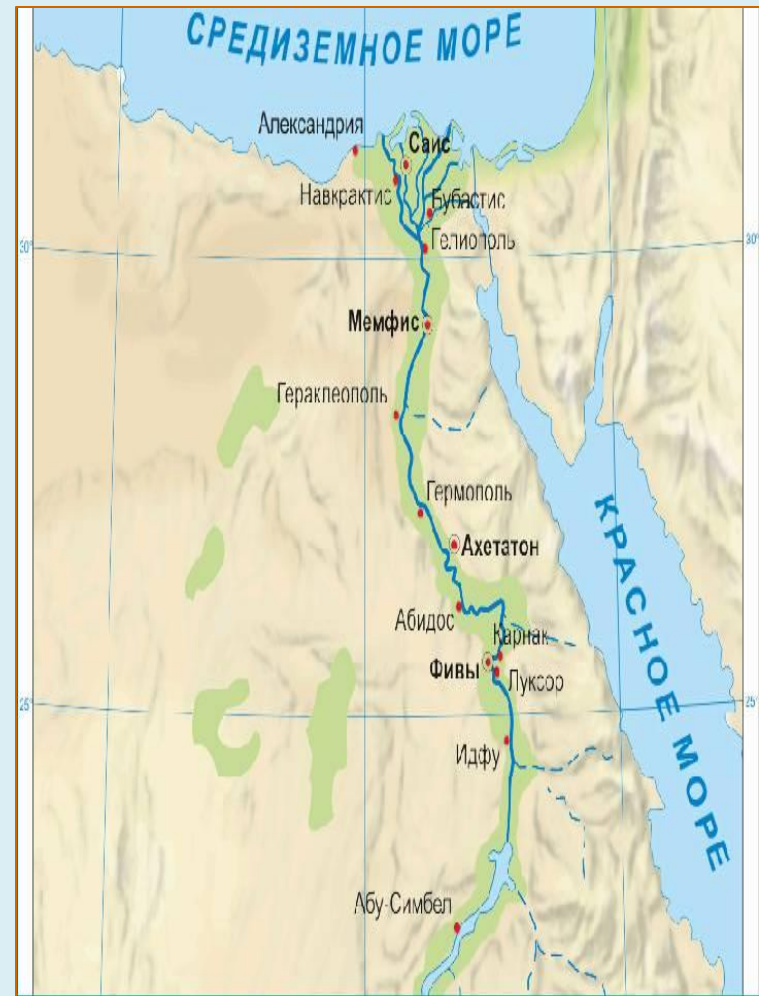 СРЕДИЗЕМНОЕ МОРЕ
Александрия
Саис
Навкрактис
Бубастис
Гелиополь
30°
30°
Мемфис
Гераклеополь
Гермополь
КРАСНОЕ МОРЕ
Ахетатон
Абидос
Карнак
Фивы
Луксор
25°
25°
Идфу
Абу-Симбел